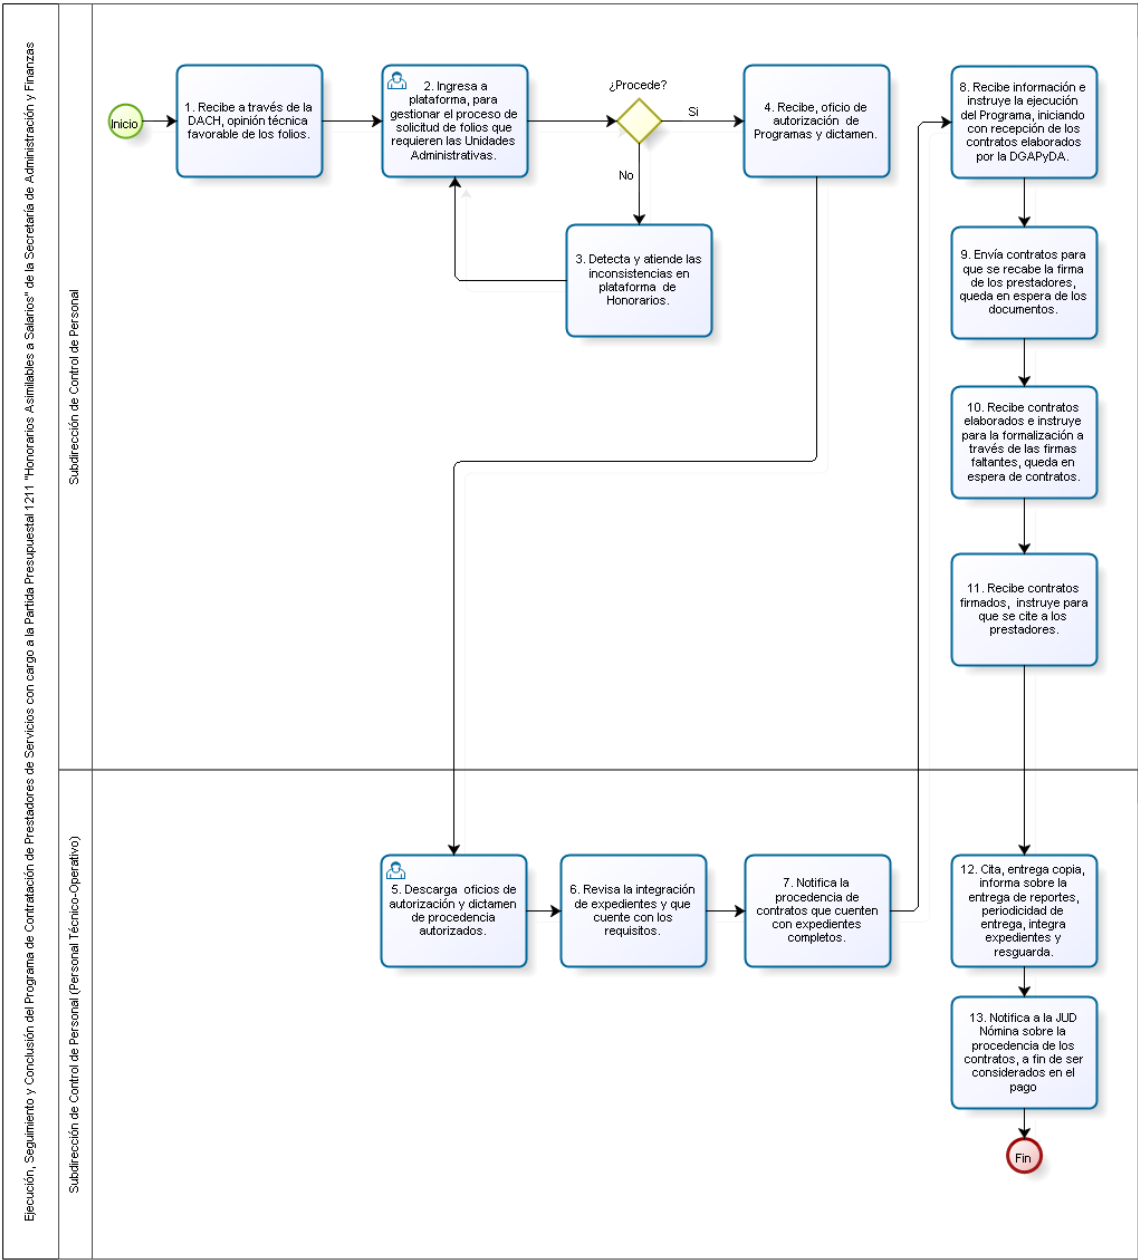 Ejecución, Seguimiento y Conclusión del Programa de Contratación de Prestadores de Servicios con cargo a la Partida Presupuestal 1211 "Honorarios Asimilables a Salarios" de la Secretaría de Administración y Finanzas
Subdirección de Control de Personal
Inicio
1. Recibe a través de la
DACH, opinión técnica
favorable de los folios.
2. Ingresa a
plataforma, para
gestionar el proceso de
solicitud de folios que
requieren las Unidades
Administrativas.
¿Procede?
Si
No
3. Detecta y atiende las
inconsistencias en
plataforma de
Honorarios.
4. Recibe, oficio de
autorización de
Programas y dictamen.
8. Recibe información e
instruye la ejecución
del Programa, iniciando
con recepción de los
contratos elaborados
por la DGAPyDA.
9. Envía contratos para
que se recabe la firma
de los prestadores,
queda en espera de los
documentos.
10. Recibe contratos
elaborados e instruye
para la formalización a
través de las firmas
faltantes, queda en
espera de contratos.
11. Recibe contratos
firmados, instruye para
que se cite a los
prestadores.
Subdirección de Control de Personal (Personal Técnico-Operativo)
5. Descarga oficios de
autorización y dictamen
de procedencia
autorizados.
6. Revisa la integración
de expedientes y que
cuente con los
requisitos.
7. Notifica la
procedencia de
contratos que cuenten
con expedientes
completos.
12. Cita, entrega copia,
informa sobre la
entrega de reportes,
periodicidad de
entrega, integra
expedientes y
resguarda.
13. Notifica a la JUD
Nómina sobre la
procedencia de los
contratos, a fin de ser
considerados en el
pago
Fin